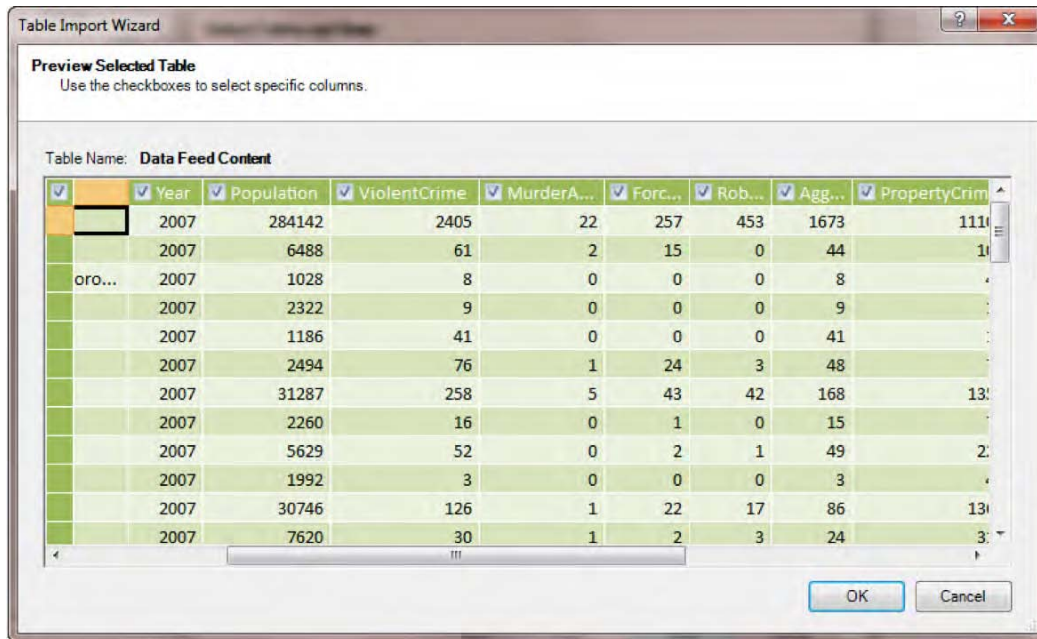 Table Import Wizard
Preview Selected Table
Use the checkboxes to select specific columns.
Table Name: Data Feed Content
Year Population ViolentCrime MurderA... Forc... Rob... Agg... PropertyCrim
2007 284142 2405 22 257 453 1673 1110
2007 6488 61 2 15 0 44
oro... 2007 1028 8 0 0 0 8
2007 2322 9 0 0 0 9
2007 1186 41 0 0 0 41
2007 2494 76 1 24 3 48
2007 31287 258 5 43 42 168
2007 2260 16 0 1 0 15
2007 5629 52 0 2 1 49
2007 1992 3 0 0 0 3
2007 30746 126 1 22 17 86
2007 7620 30 1 2 3 24
OK Cancel